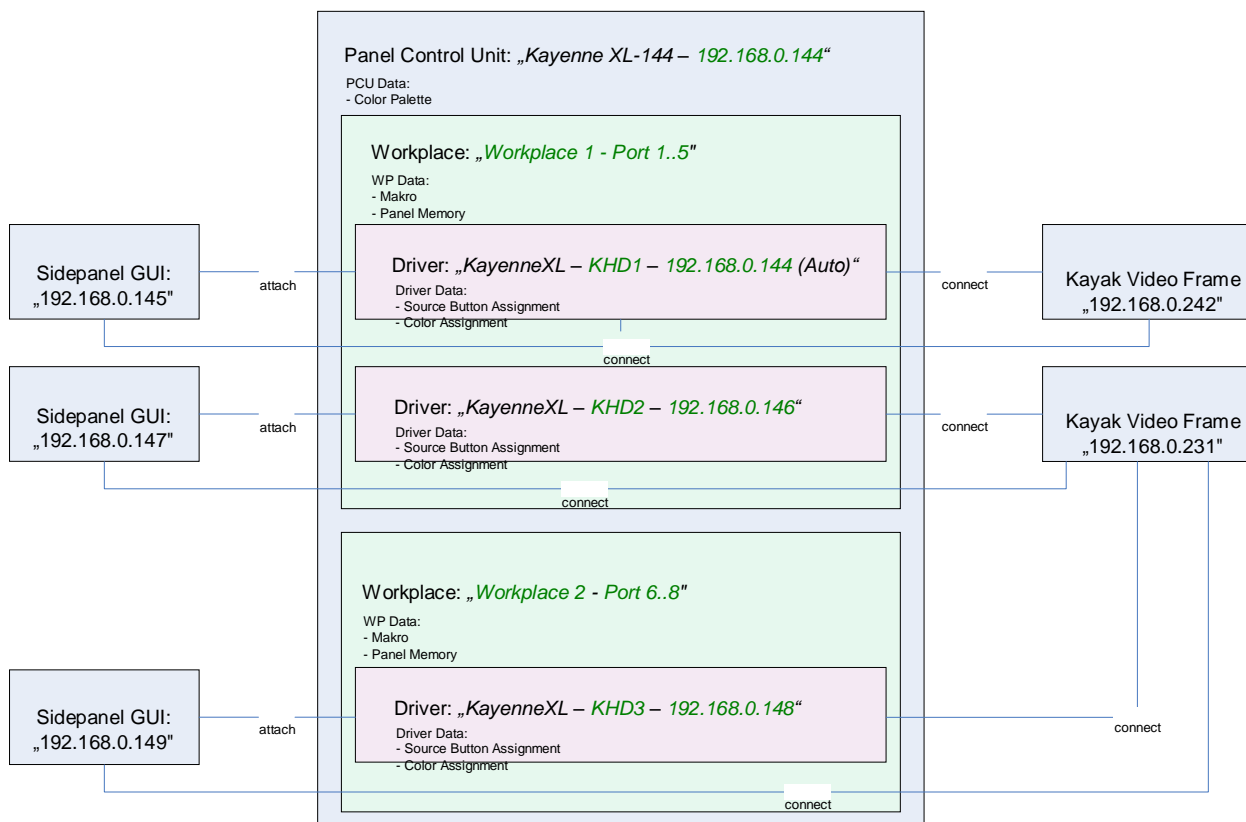 Panel Control Unit: „Kayenne XL-144 – 192.168.0.144“
PCU Data:
- Color Palette
Workplace: „Workplace 1 - Port 1..5"
WP Data:
- Makro
- Panel Memory
Sidepanel GUI:
„192.168.0.145"
attach
Driver: „KayenneXL – KHD1 – 192.168.0.144 (Auto)“
Driver Data:
- Source Button Assignment
- Color Assignment
connect
Kayak Video Frame
„192.168.0.242"
connect
Sidepanel GUI:
„192.168.0.147"
attach
Driver: „KayenneXL – KHD2 – 192.168.0.146“
Driver Data:
- Source Button Assignment
- Color Assignment
connect
Kayak Video Frame
„192.168.0.231"
connect
Workplace: „Workplace 2 - Port 6..8"
WP Data:
- Makro
- Panel Memory
Sidepanel GUI:
„192.168.0.149"
attach
Driver: „KayenneXL – KHD3 – 192.168.0.148“
Driver Data:
- Source Button Assignment
- Color Assignment
connect
connect